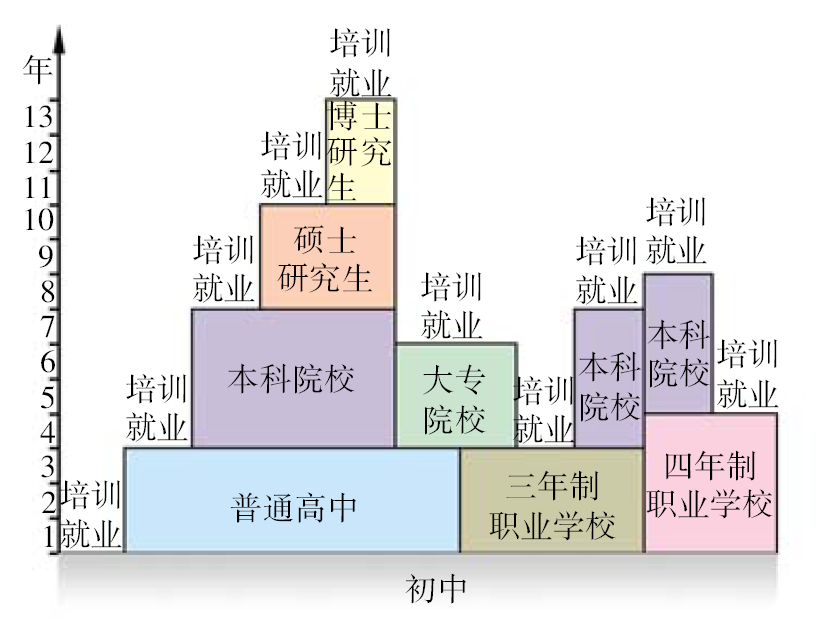 培训
就业
年
13
12
11
10
9
8
7
6
5
4
3
2
1
博士
研究
生
培训
就业
硕士
研究生
培训
就业
本科院校
培训
就业
大专
院校
培训
就业
培训
就业
本科
院校
培训
就业
本科
院校
培训
就业
培训
就业
培训
就业
普通高中
三年制
职业学校
四年制
职业学校
初中